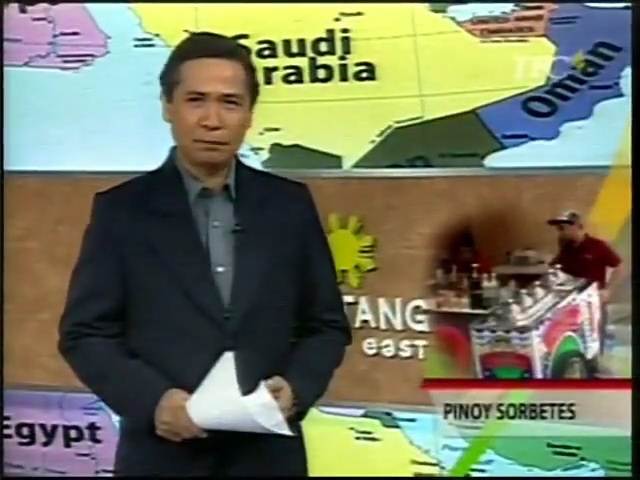 Saudi
Arabia
Oman
TFC
TANG
east
PINOY SORBETES
Egypt